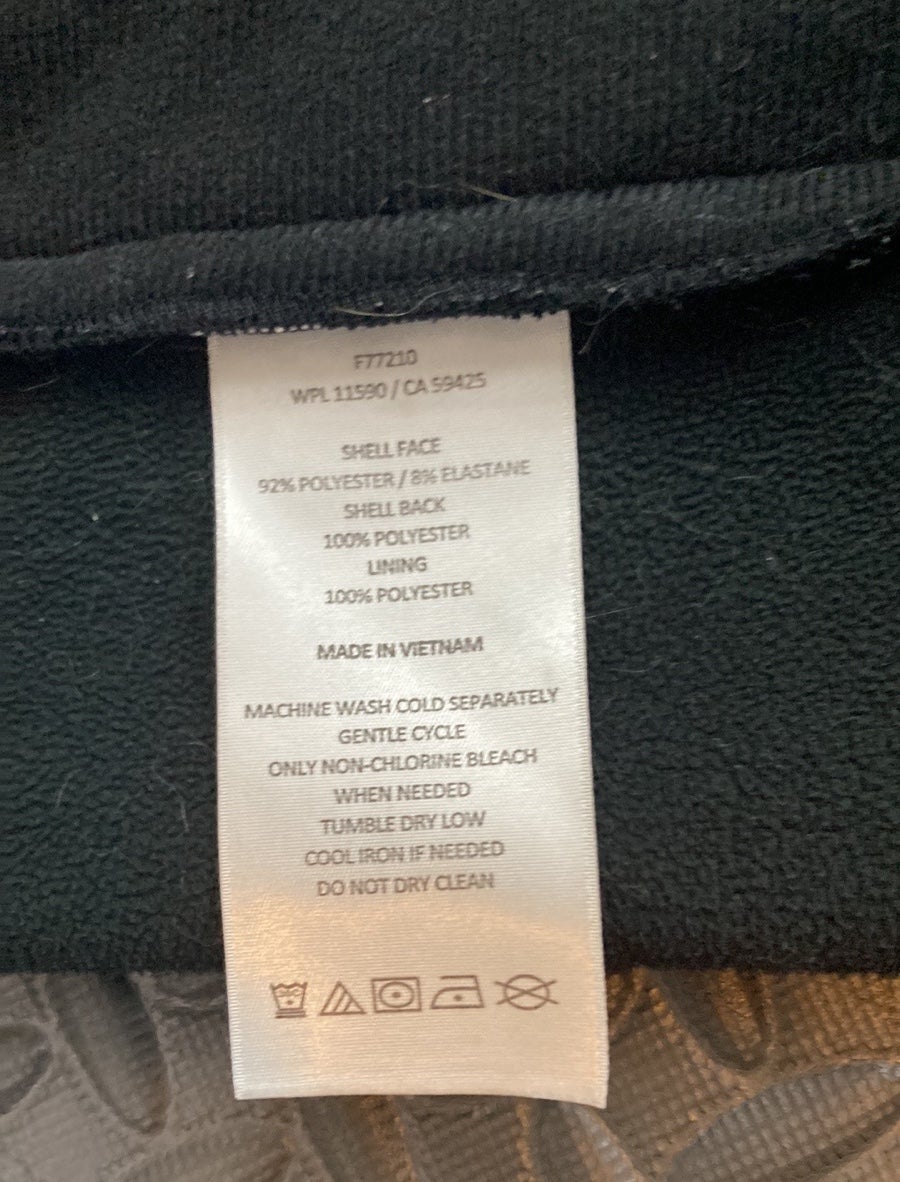 F77210
WPL 11590 / CA 59425
SHELL FACE
92% POLYESTER / 8% ELASTANE
SHELL BACK
100% POLYESTER
LINING
100% POLYESTER
MADE IN VIETNAM
MACHINE WASH COLD SEPARATELY
GENTLE CYCLE
ONLY NON-CHLORINE BLEACH
WHEN NEEDED
TUMBLE DRY LOW
COOL IRON IF NEEDED
DO NOT DRY CLEAN